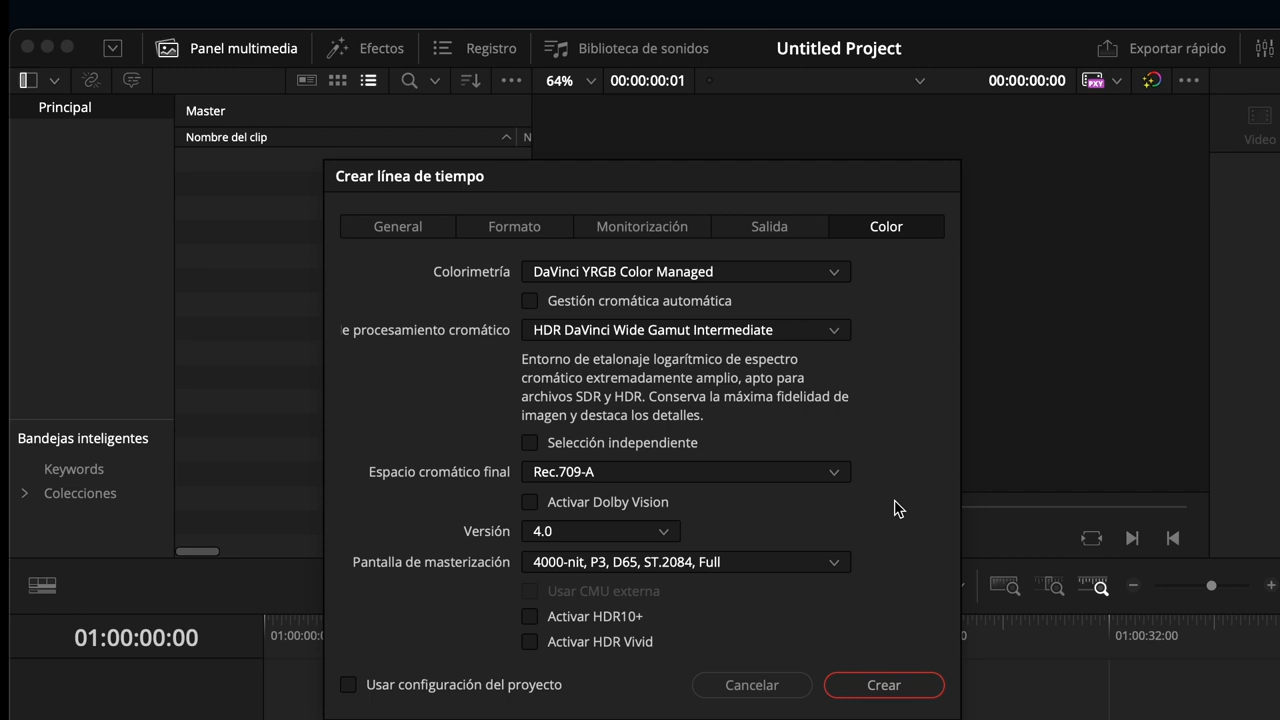 Panel multimedia
Efectos
Registro
Biblioteca de sonidos
Untitled Project
Exportar rápido
64%
00:00:00:01
00:00:00:00
PXY
Principal
Master
Nombre del clip
N
Video
Crear línea de tiempo
General
Formato
Monitorización
Salida
Color
Colorimetría
DaVinci YRGB Color Managed
Gestión cromática automática
e procesamiento cromático
HDR DaVinci Wide Gamut Intermediate
Entorno de etalonaje logarítmico de espectro
cromático extremadamente amplio, apto para
archivos SDR y HDR. Conserva la máxima fidelidad de
imagen y destaca los detalles.
Selección independiente
Espacio cromático final
Rec.709-A
Activar Dolby Vision
Versión
4.0
Pantalla de masterización
4000-nit, P3, D65, ST.2084, Full
Usar CMU externa
Activar HDR10+
Activar HDR Vivid
Usar configuración del proyecto
Cancelar
Crear
Bandejas inteligentes
Keywords
Colecciones
01:00:00:00
01:00:00:0
0
01:00:32:00